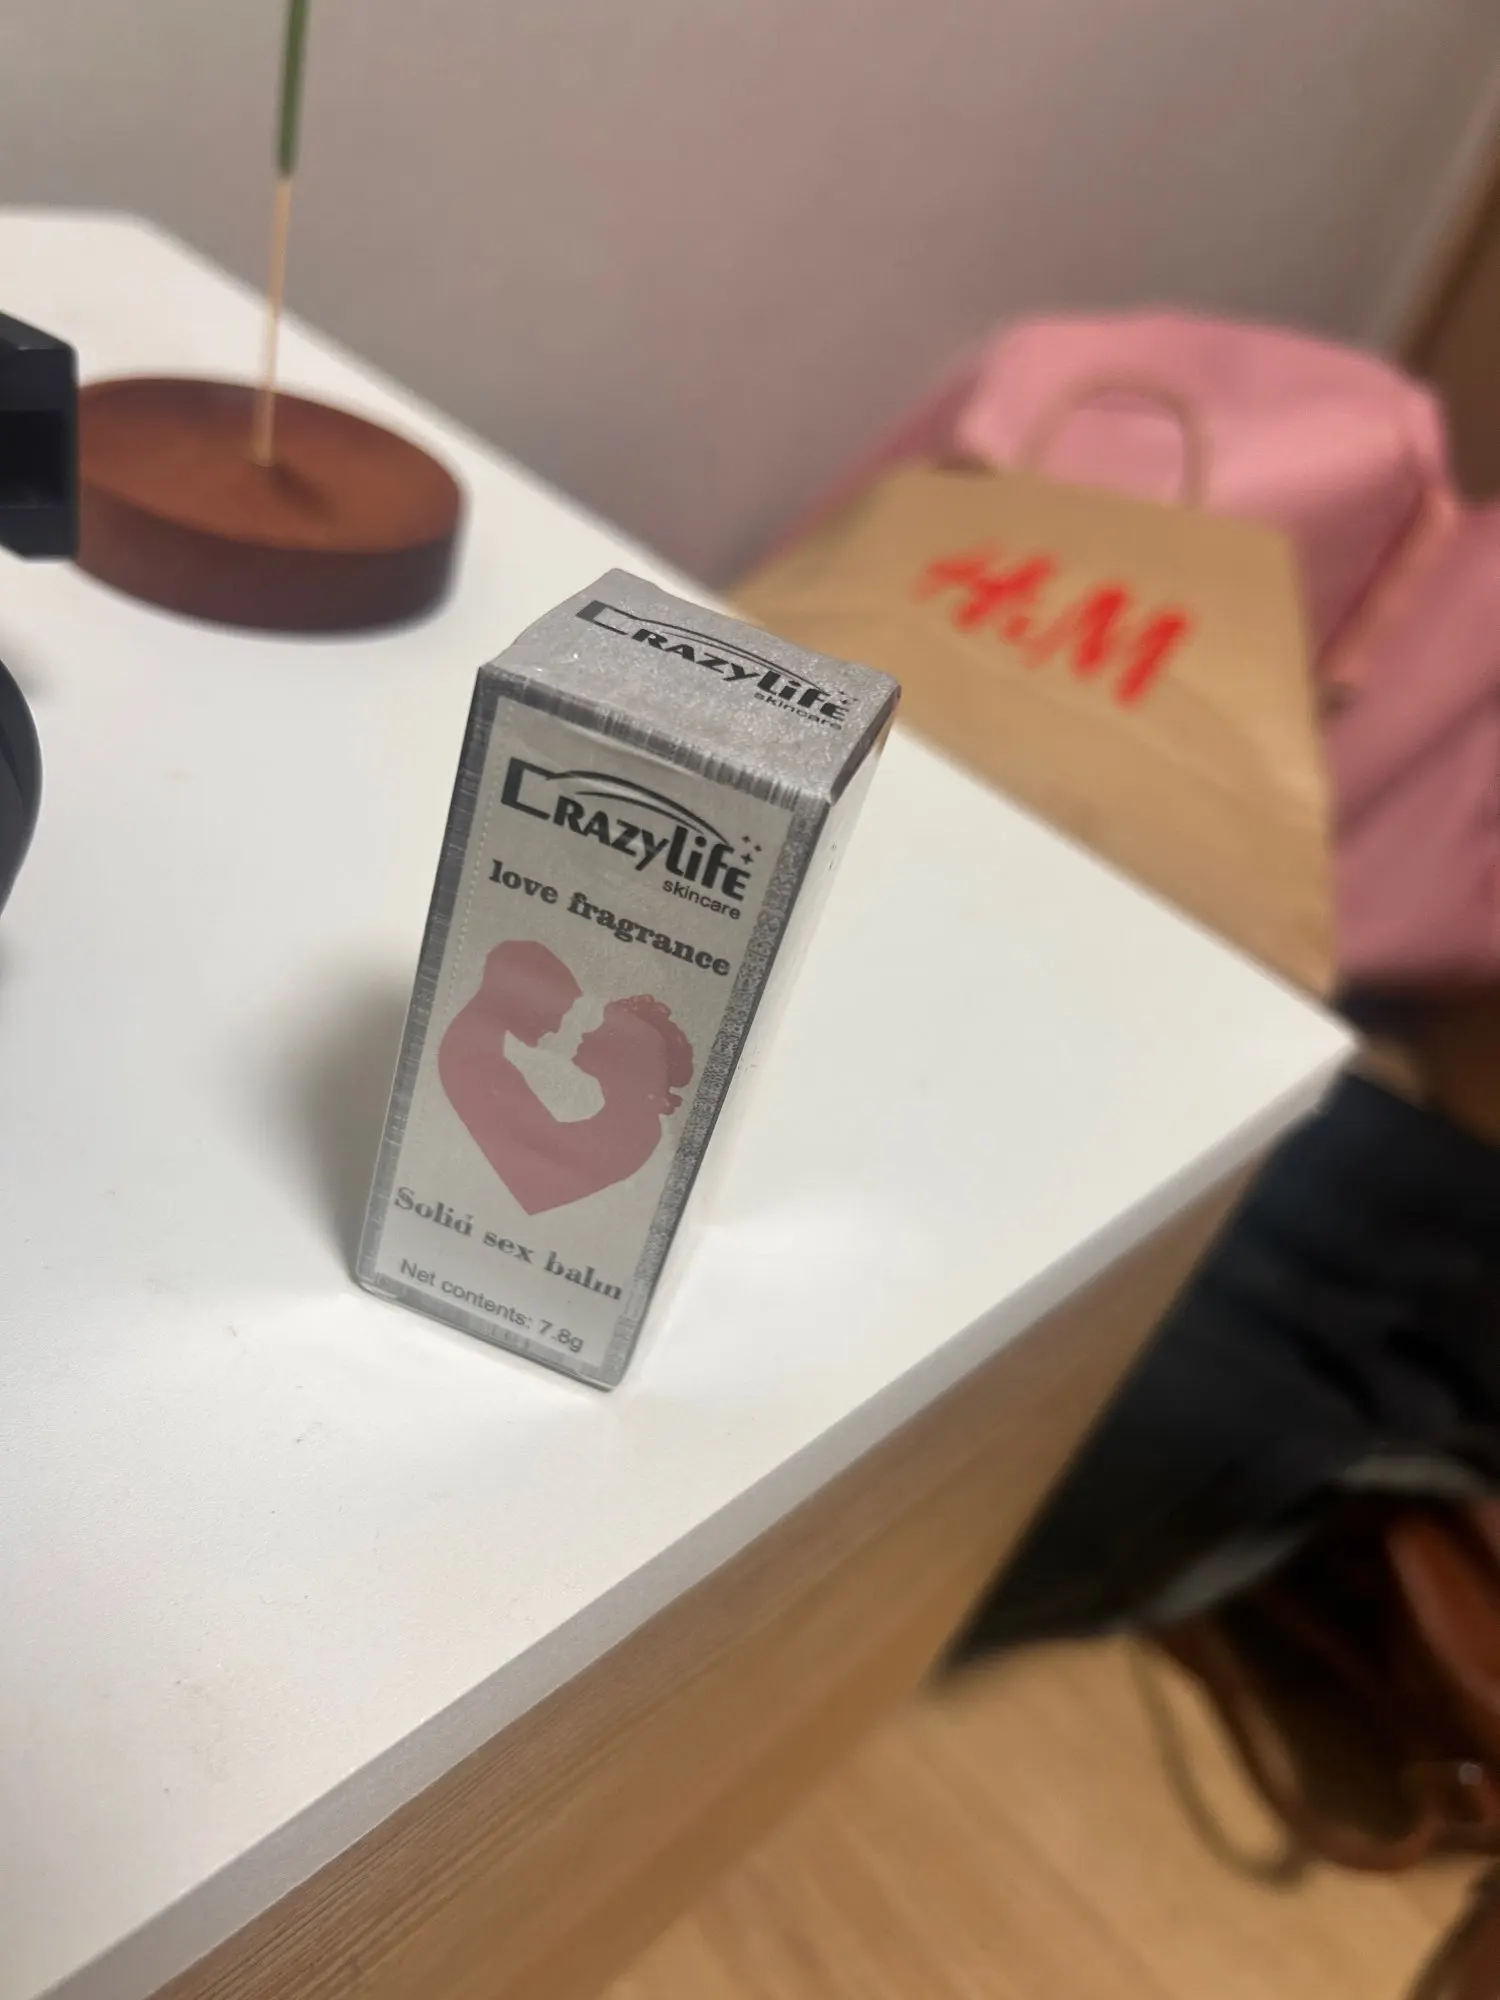 CRAZYLIFE
skincare
CRAZYLIFE
skincare
love fragrance
Solid sex balm
Net contents: 7.8g
H&M